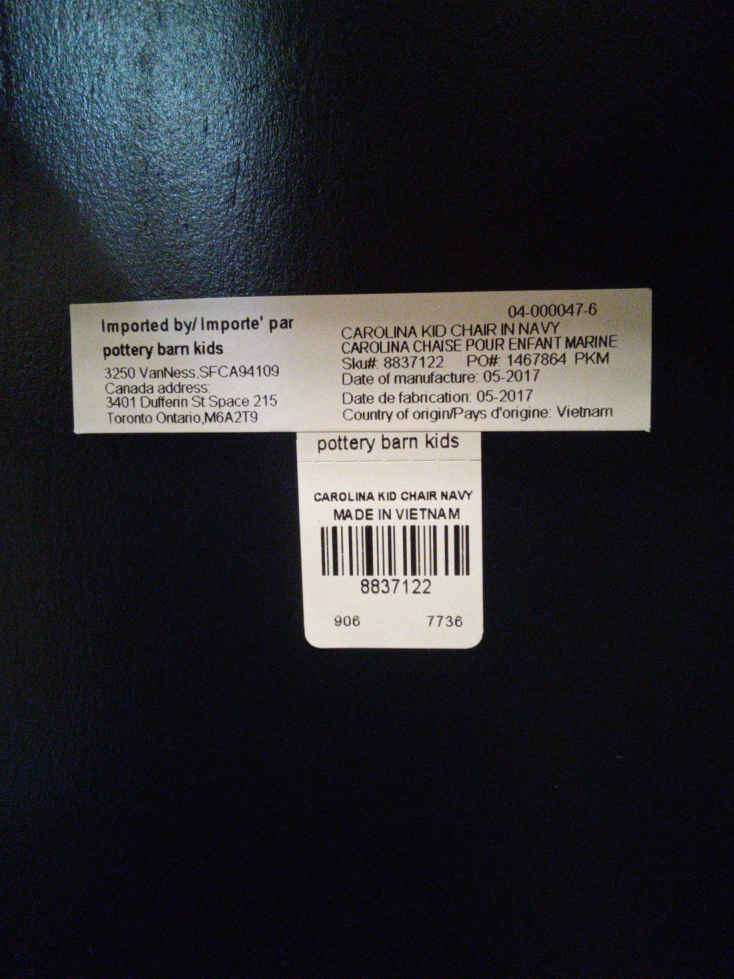 Imported by/ Importe' par
pottery barn kids
3250 VanNess,SFCA94109
Canada address:
3401 Dufferin St Space 215
Toronto Ontario,M6A2T9
04-000047-6
CAROLINA KID CHAIR IN NAVY
CAROLINA CHAISE POUR ENFANT MARINE
Sku#: 8837122 PO#: 1467864 PKM
Date of manufacture: 05-2017
Date de fabrication: 05-2017
Country of origin/Pays d'origine: Vietnam
pottery barn kids
CAROLINA KID CHAIR NAVY
MADE IN VIETNAM
8837122
906 7736